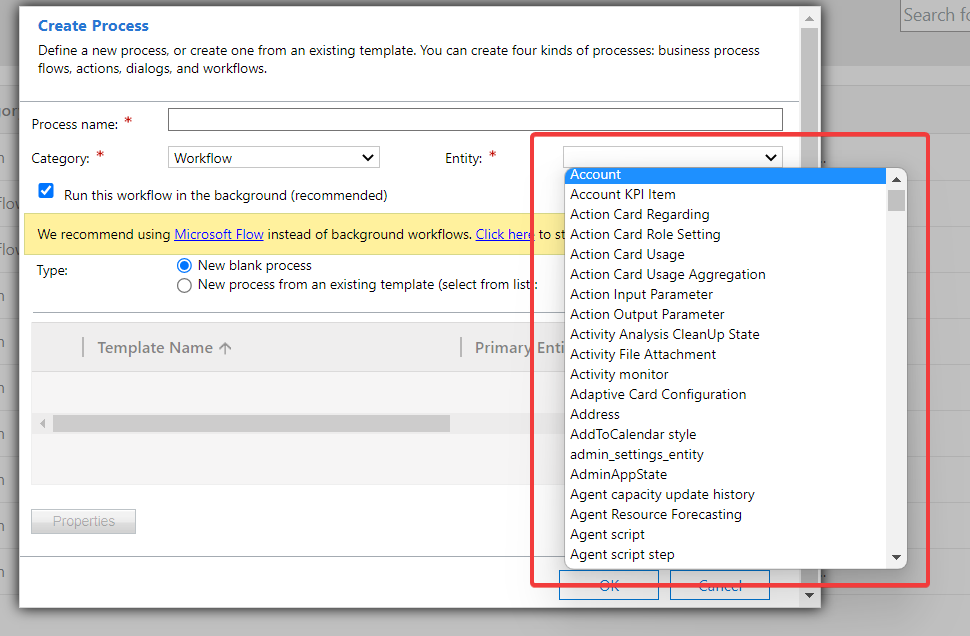 Search fo
Create Process
Define a new process, or create one from an existing template. You can create four kinds of processes: business process
flows, actions, dialogs, and workflows.
Process name: *
Category: * Workflow Entity: *
Run this workflow in the background (recommended)
We recommend using Microsoft Flow instead of background workflows. Click here to st
Type:
New blank process
New process from an existing template (select from list):
Template Name ↑ Primary Enti
Properties
OK Cancel
Account
Account KPI Item
Action Card Regarding
Action Card Role Setting
Action Card Usage
Action Card Usage Aggregation
Action Input Parameter
Action Output Parameter
Activity Analysis CleanUp State
Activity File Attachment
Activity monitor
Adaptive Card Configuration
Address
AddToCalendar style
admin_settings_entity
AdminAppState
Agent capacity update history
Agent Resource Forecasting
Agent script
Agent script step